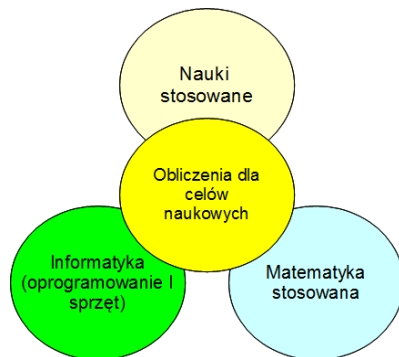 Nauki
stosowane
Obliczenia dla
celów
naukowych
Informatyka
(oprogramowanie I
sprzęt)
Matematyka
stosowana